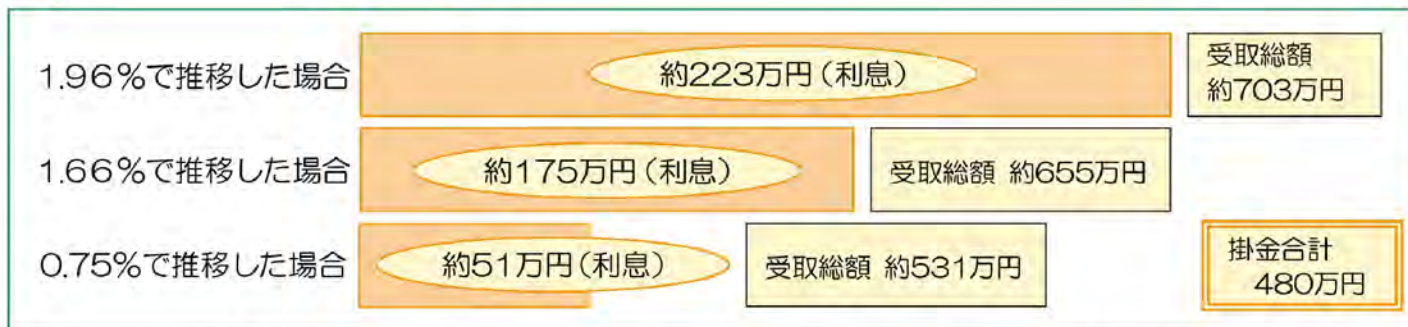 1.96%で推移した場合
約223万円（利息）
受取総額
約703万円
1.66%で推移した場合
約175万円（利息）
受取総額 約655万円
0.75%で推移した場合
約51万円（利息）
受取総額 約531万円
掛金合計
480万円